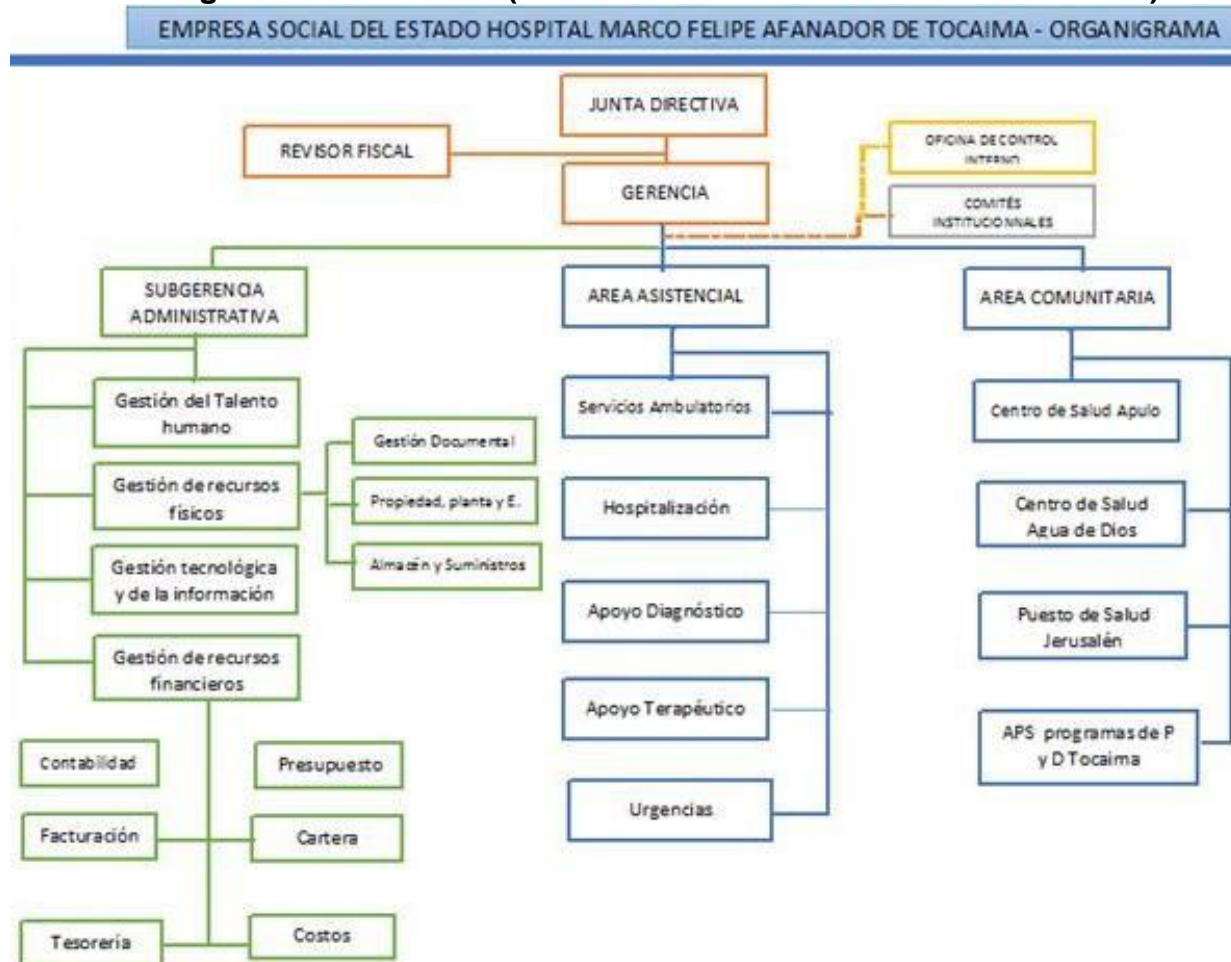 EMPRESA SOCIAL DEL ESTADO HOSPITAL MARCO FELIPE AFANADOR DE TOCAIMA - ORGANIGRAMA
JUNTA DIRECTIVA
REVISOR FISCAL
OFICINA DE CONTROL
INTERNO
GERENCIA
COMITÉS
INSTITUCIONNALES
SUBGERENCIA
ADMINISTRATIVA
AREA ASISTENCIAL
AREA COMUNITARIA
Gestión del Talento
humano
Gestión de recursos
físicos
Gestión tecnológica
y de la información
Gestión de recursos
financieros
Gestión Documental
Propiedad, planta y E.
Almacén y Suministros
Contabilidad
Presupuesto
Facturación
Cartera
Tesorería
Costos
Servicios Ambulatorios
Hospitalización
Apoyo Diagnóstico
Apoyo Terapéutico
Urgencias
Centro de Salud Apulo
Centro de Salud
Agua de Dios
Puesto de Salud
Jerusalén
APS programas de P
y D Tocaima